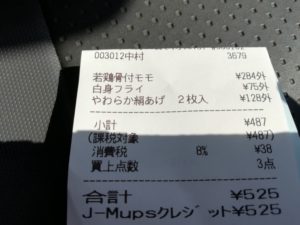 003012中村 3679
若鶏骨付モモ ¥284外
白身フライ ¥75外
やわらか絹あげ 2枚入 ¥128外
小計 ¥487
(課税対象 ¥487)
消費税 8% ¥38
買上点数 3点
合計 ¥525
J-Mupsクレジット¥525